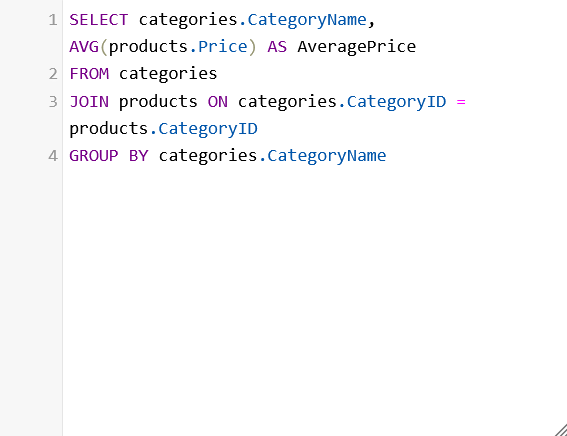 1 SELECT categories.CategoryName,
AVG(products.Price) AS AveragePrice
2 FROM categories
3 JOIN products ON categories.CategoryID =
products.CategoryID
4 GROUP BY categories.CategoryName